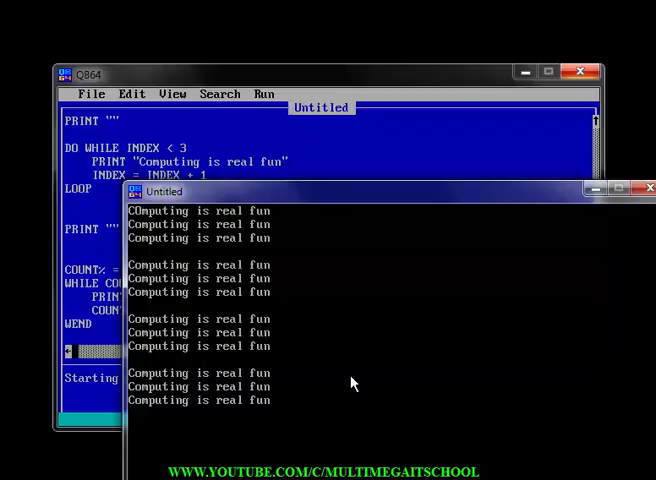 QB64
File Edit View Search Run
Untitled
PRINT ""
DO WHILE INDEX < 3
PRINT "Computing is real fun"
INDEX = INDEX + 1
LOOP
PRINT ""
COUNT% =
WHILE COU
PRIN
COUN
WEND
Starting
Untitled
COmputing is real fun
Computing is real fun
Computing is real fun
Computing is real fun
Computing is real fun
Computing is real fun
Computing is real fun
Computing is real fun
Computing is real fun
Computing is real fun
Computing is real fun
Computing is real fun
WWW.YOUTUBE.COM/C/MULTIMEGAITSCHOOL